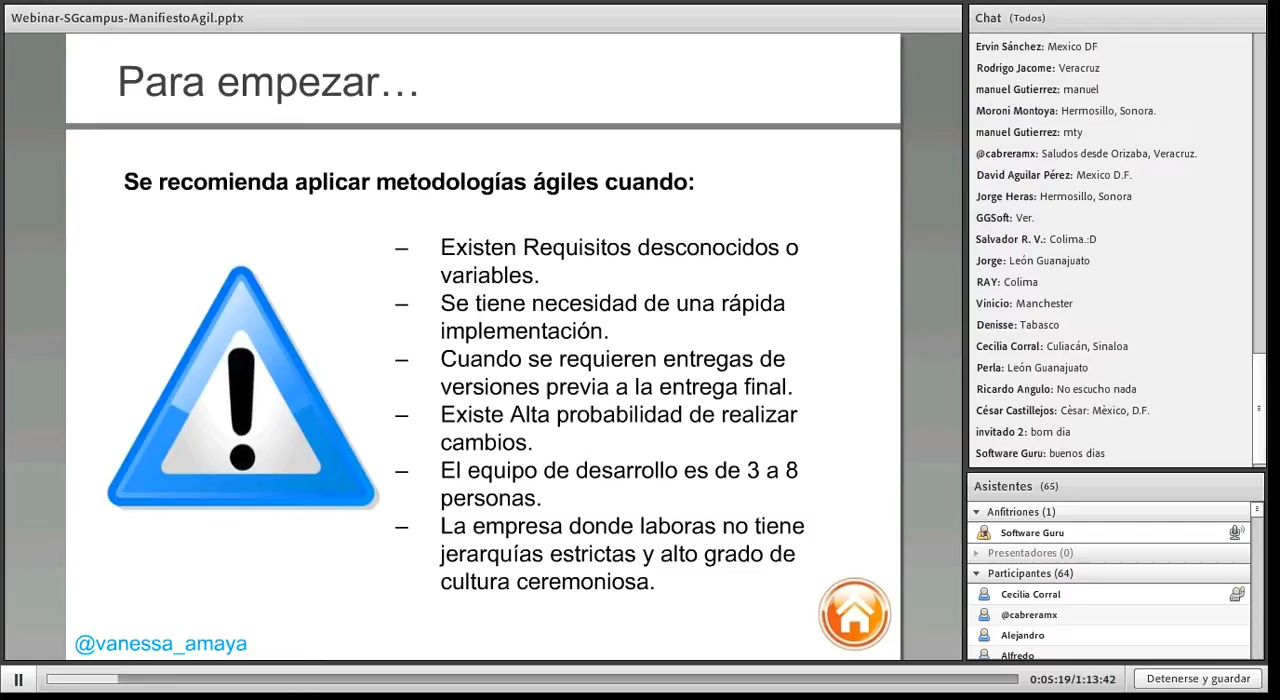 Webinar-SGcampus-ManifiestoAgil.pptx
Para empezar...
Se recomienda aplicar metodologías ágiles cuando:
– Existen Requisitos desconocidos o
variables.
– Se tiene necesidad de una rápida
implementación.
– Cuando se requieren entregas de
versiones previa a la entrega final.
– Existe Alta probabilidad de realizar
cambios.
– El equipo de desarrollo es de 3 a 8
personas.
– La empresa donde laboras no tiene
jerarquías estrictas y alto grado de
cultura ceremoniosa.
@vanessa_amaya
Chat (Todos)
Ervin Sánchez: Mexico DF
Rodrigo Jacome: Veracruz
manuel Gutierrez: manuel
Moroni Montoya: Hermosillo, Sonora.
manuel Gutierrez: mty
@cabreramx: Saludos desde Orizaba, Veracruz.
David Aguilar Pérez: Mexico D.F.
Jorge Heras: Hermosillo, Sonora
GGSoft: Ver.
Salvador R. V.: Colima.:D
Jorge: León Guanajuato
RAY: Colima
Vinicio: Manchester
Denisse: Tabasco
Cecilia Corral: Culiacán, Sinaloa
Perla: León Guanajuato
Ricardo Angulo: No escucho nada
César Castillejos: Cèsar: Mèxico, D.F.
invitado 2: bom dia
Software Guru: buenos dias
Asistentes (65)
Anfitriones (1)
Software Guru
Presentadores (0)
Participantes (64)
Cecilia Corral
@cabreramx
Alejandro
Alfredo
0:05:19/1:13:42
Detenerse y guardar